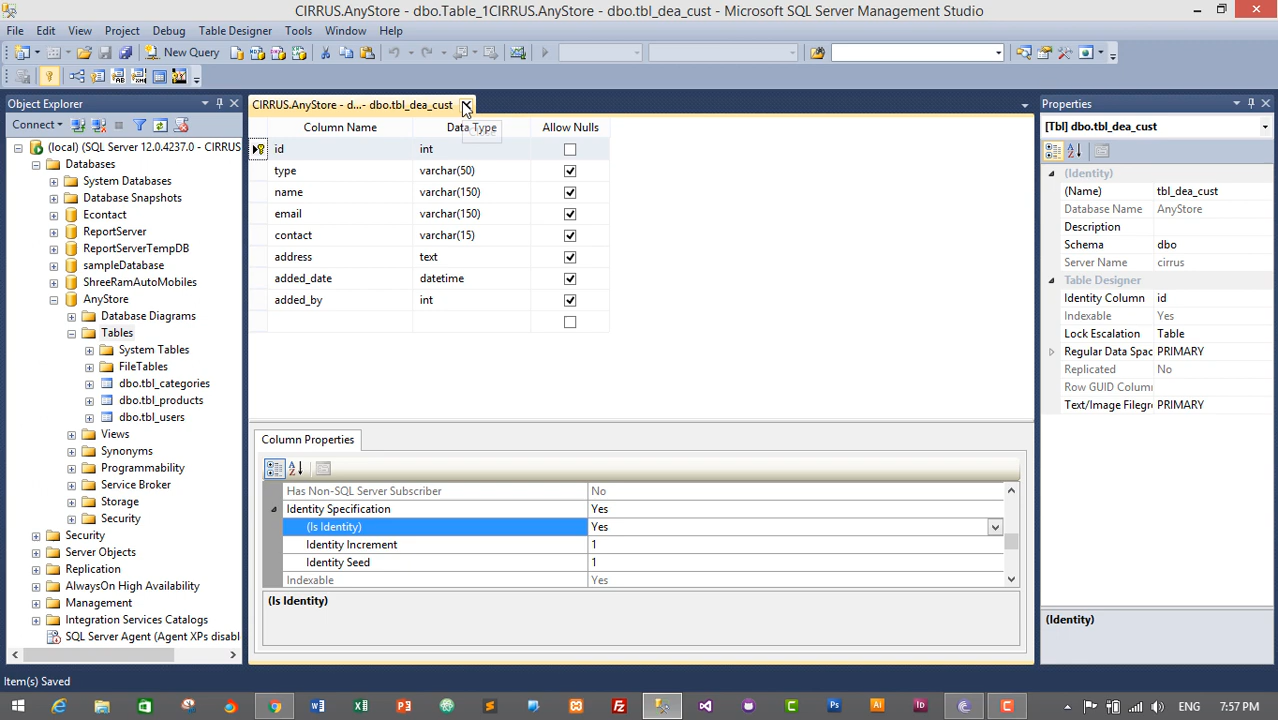 CIRRUS.AnyStore - dbo.Table_1CIRRUS.AnyStore - dbo.tbl_dea_cust - Microsoft SQL Server Management Studio
File Edit View Project Debug Table Designer Tools Window Help
New Query
Object Explorer
Connect
(local) (SQL Server 12.0.4237.0 - CIRRUS
Databases
System Databases
Database Snapshots
Econtact
ReportServer
ReportServerTempDB
sampleDatabase
ShreeRamAutoMobiles
AnyStore
Database Diagrams
Tables
System Tables
FileTables
dbo.tbl_categories
dbo.tbl_products
dbo.tbl_users
Views
Synonyms
Programmability
Service Broker
Storage
Security
Security
Server Objects
Replication
AlwaysOn High Availability
Management
Integration Services Catalogs
SQL Server Agent (Agent XPs disabl
CIRRUS.AnyStore - d...- dbo.tbl_dea_cust
Column Name Data Type Allow Nulls
id int
type varchar(50)
name varchar(150)
email varchar(150)
contact varchar(15)
address text
added_date datetime
added_by int
Column Properties
Has Non-SQL Server Subscriber No
Identity Specification Yes
(Is Identity) Yes
Identity Increment 1
Identity Seed 1
Indexable Yes
(Is Identity)
Properties
[Tbl] dbo.tbl_dea_cust
(Identity)
(Name) tbl_dea_cust
Database Name AnyStore
Description
Schema dbo
Server Name cirrus
Table Designer
Identity Column id
Indexable Yes
Lock Escalation Table
Regular Data Spac PRIMARY
Replicated No
Row GUID Column
Text/Image Filegr PRIMARY
(Identity)
Item(s) Saved
ENG 7:57 PM